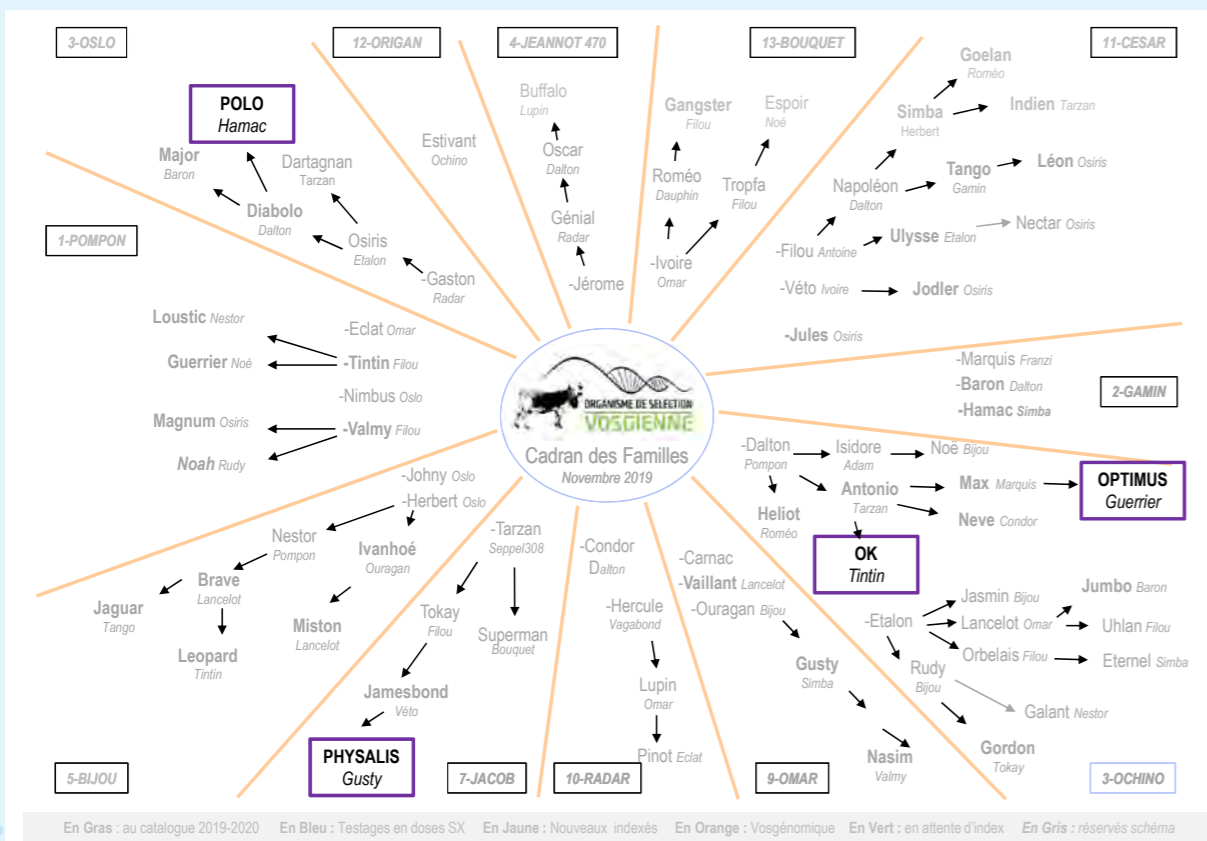 3-OSLO
12-ORIGAN
4-JEANNOT 470
13-BOUQUET
11-CESAR
POLO
Hamac
Major
Baron
Dartagnan
Tarzan
Diabolo
Dalton
Osiris
Etalon
-Gaston
Radar
Estivant
Ochino
Buffalo
Lupin
Oscar
Dalton
Génial
Radar
-Jérome
Gangster
Filou
Espoir
Noé
Roméo
Dauphin
Tropfa
Filou
-Ivoire
Omar
Goelan
Roméo
Simba
Herbert
Indien Tarzan
Napoléon
Dalton
Tango
Gamin
Léon Osiris
-Filou Antoine
Ulysse Etalon
Nectar Osiris
-Véto Ivoire
Jodler Osiris
-Jules Osiris
1-POMPON
Loustic Nestor
-Eclat Omar
Guerrier Noé
-Tintin Filou
-Nimbus Oslo
Magnum Osiris
-Valmy Filou
Noah Rudy
ORGANISME DE SELECTION
VOSGIENNE
Cadran des Familles
Novembre 2019
-Marquis Franzi
-Baron Dalton
-Hamac Simba
2-GAMIN
-Dalton
Pompon
Isidore
Adam
Noë Bijou
Antonio
Tarzan
Max Marquis
OPTIMUS
Guerrier
Heliot
Roméo
Neve Condor
OK
Tintin
-Johny Oslo
-Herbert Oslo
Nestor
Pompon
Ivanhoé
Ouragan
Brave
Lancelot
Jaguar
Tango
Miston
Lancelot
Leopard
Tintin
-Tarzan
Seppel308
Tokay
Filou
Superman
Bouquet
Jamesbond
Véto
PHYSALIS
Gusty
-Condor
Dalton
-Hercule
Vagabond
Lupin
Omar
Pinot Eclat
-Carnac
-Vaillant Lancelot
-Ouragan Bijou
Gusty
Simba
Nasim
Valmy
-Etalon
Jasmin Bijou
Jumbo Baron
Lancelot Omar
Uhlan Filou
Orbelais Filou
Eternel Simba
Rudy
Bijou
Galant Nestor
Gordon
Tokay
5-BIJOU
7-JACOB
10-RADAR
9-OMAR
3-OCHINO
En Gras : au catalogue 2019-2020 En Bleu : Testages en doses SX En Jaune : Nouveaux indexés En Orange : Vosgénomique En Vert : en attente d'index En Gris : réservés schéma